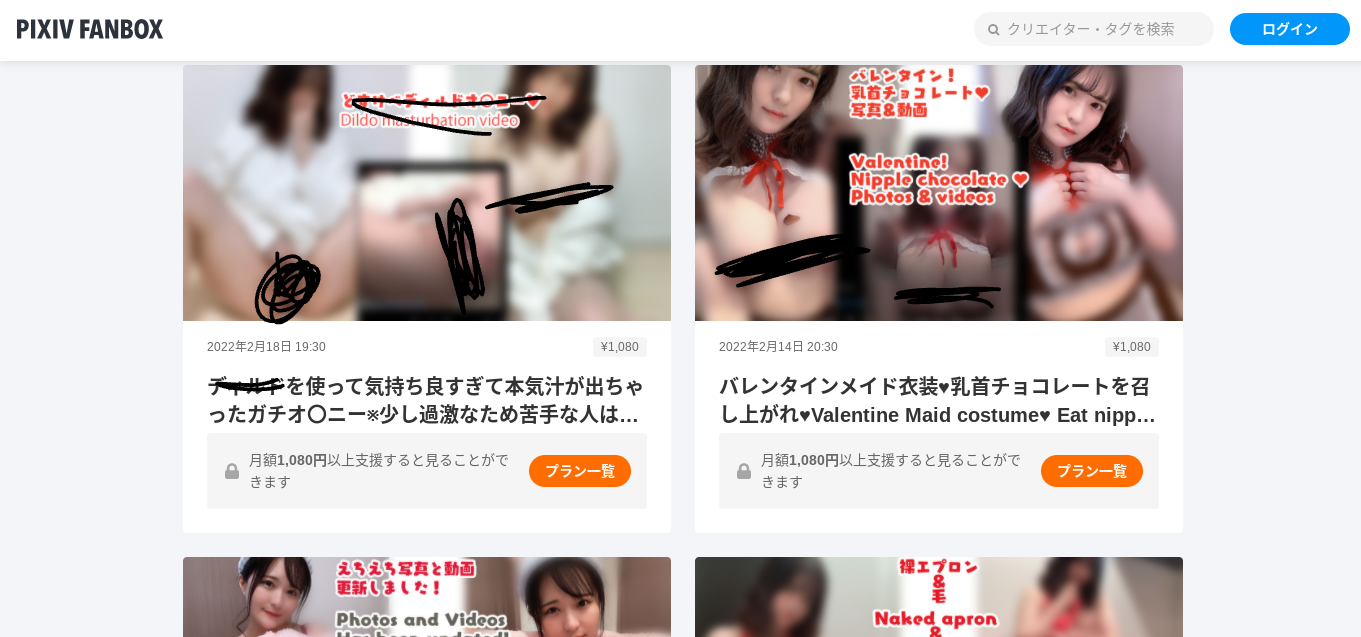 PIXIV FANBOX
クリエイター・タグを検索
ログイン
Dildo masturbation video
バレンタイン！
乳首チョコレート♥
写真&動画
Valentine!
Nipple chocolate ♥
Photos & videos
2022年2月18日 19:30
¥1,080
を使って気持ち良すぎて本気汁が出ちゃ
ったガチオ〇ニー※少し過激なため苦手な人は…
月額1,080円以上支援すると見ることがで
きます
プラン一覧
2022年2月14日 20:30
¥1,080
バレンタインメイド衣装♥乳首チョコレートを召
し上がれ♥Valentine Maid costume♥ Eat nipp…
月額1,080円以上支援すると見ることがで
きます
プラン一覧
えちえち写真と動画
更新しました！
Photos and Videos
Has been updated!
裸エプロン
&
毛
Naked apron
&